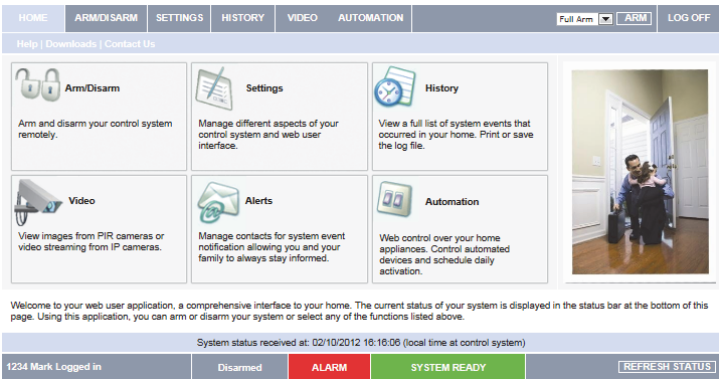 HOME ARM/DISARM SETTINGS HISTORY VIDEO AUTOMATION Full Arm ARM LOG OFF
Help | Downloads | Contact Us
Arm/Disarm
Arm and disarm your control system
remotely.
Settings
Manage different aspects of your
control system and web user
interface.
History
View a full list of system events that
occurred in your home. Print or save
the log file.
Video
View images from PIR cameras or
video streaming from IP cameras.
Alerts
Manage contacts for system event
notification allowing you and your
family to always stay informed.
Automation
Web control over your home
appliances. Control automated
devices and schedule daily
activation.
Welcome to your web user application, a comprehensive interface to your home. The current status of your system is displayed in the status bar at the bottom of this
page. Using this application, you can arm or disarm your system or select any of the functions listed above.
System status received at: 02/10/2012 16:16:06 (local time at control system)
1234 Mark Logged in Disarmed ALARM SYSTEM READY REFRESH STATUS